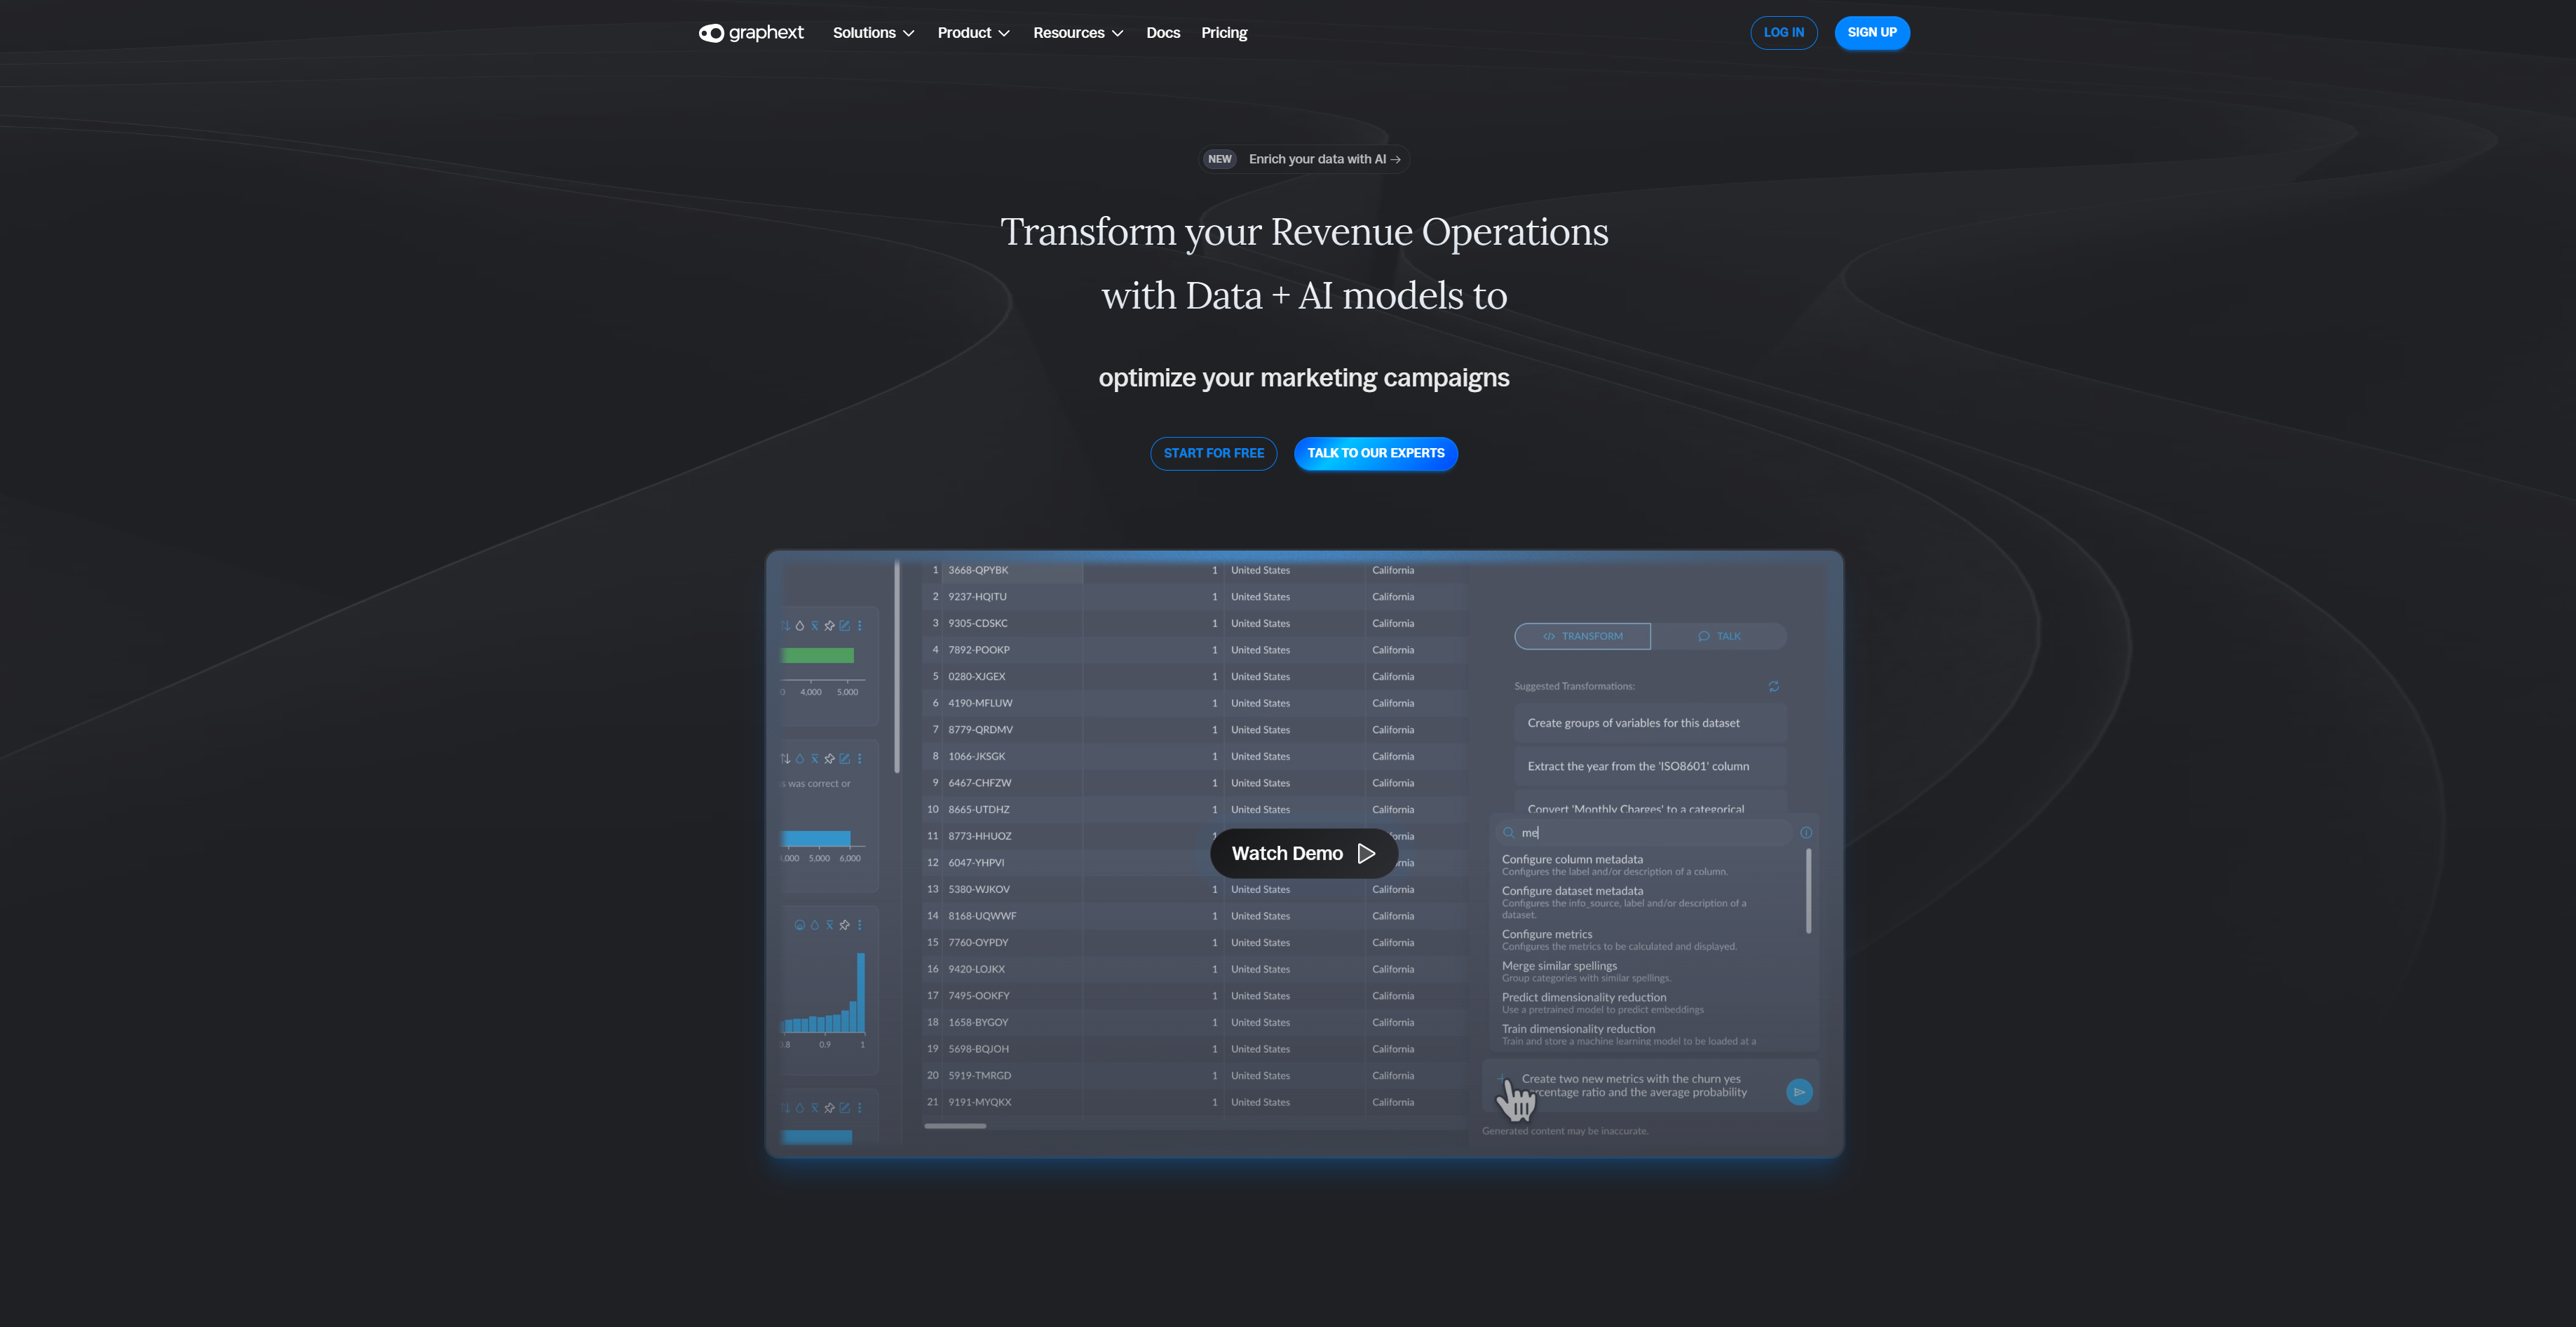 graphext Solutions Product Resources Docs Pricing LOG IN SIGN UP
NEW Enrich your data with AI →
Transform your Revenue Operations
with Data + AI models to
optimize your marketing campaigns
START FOR FREE TALK TO OUR EXPERTS
4,000 5,000
s was correct or
,000 5,000 6,000
0.9 1
1 3668-QPYBK 1 United States California
2 9237-HQITU 1 United States California
3 9305-CDSKC 1 United States California
4 7892-POOKP 1 United States California
5 0280-XJGEX 1 United States California
6 4190-MFLUW 1 United States California
7 8779-QRDMV 1 United States California
8 1066-JKSGK 1 United States California
9 6467-CHFZW 1 United States California
10 8665-UTDHZ 1 United States California
11 8773-HHUOZ
12 6047-YHPVI
13 5380-WJKOV 1 United States California
14 8168-UQWWF 1 United States California
15 7760-OYPDY 1 United States California
16 9420-LOJKX 1 United States California
17 7495-OOKFY 1 United States California
18 1658-BYGOY 1 United States California
19 5698-BQJOH 1 United States California
20 5919-TMRGD 1 United States California
21 9191-MYQKX 1 United States California
Watch Demo
TRANSFORM TALK
Suggested Transformations:
Create groups of variables for this dataset
Extract the year from the 'ISO8601' column
Convert 'Monthly Charges' to a categorical
me
Configure column metadata
Configures the label and/or description of a column.
Configure dataset metadata
Configures the info_source, label and/or description of a
dataset.
Configure metrics
Configures the metrics to be calculated and displayed.
Merge similar spellings
Group categories with similar spellings.
Predict dimensionality reduction
Use a pretrained model to predict embeddings
Train dimensionality reduction
Train and store a machine learning model to be loaded at a
Create two new metrics with the churn yes
rcentage ratio and the average probability
Generated content may be inaccurate.